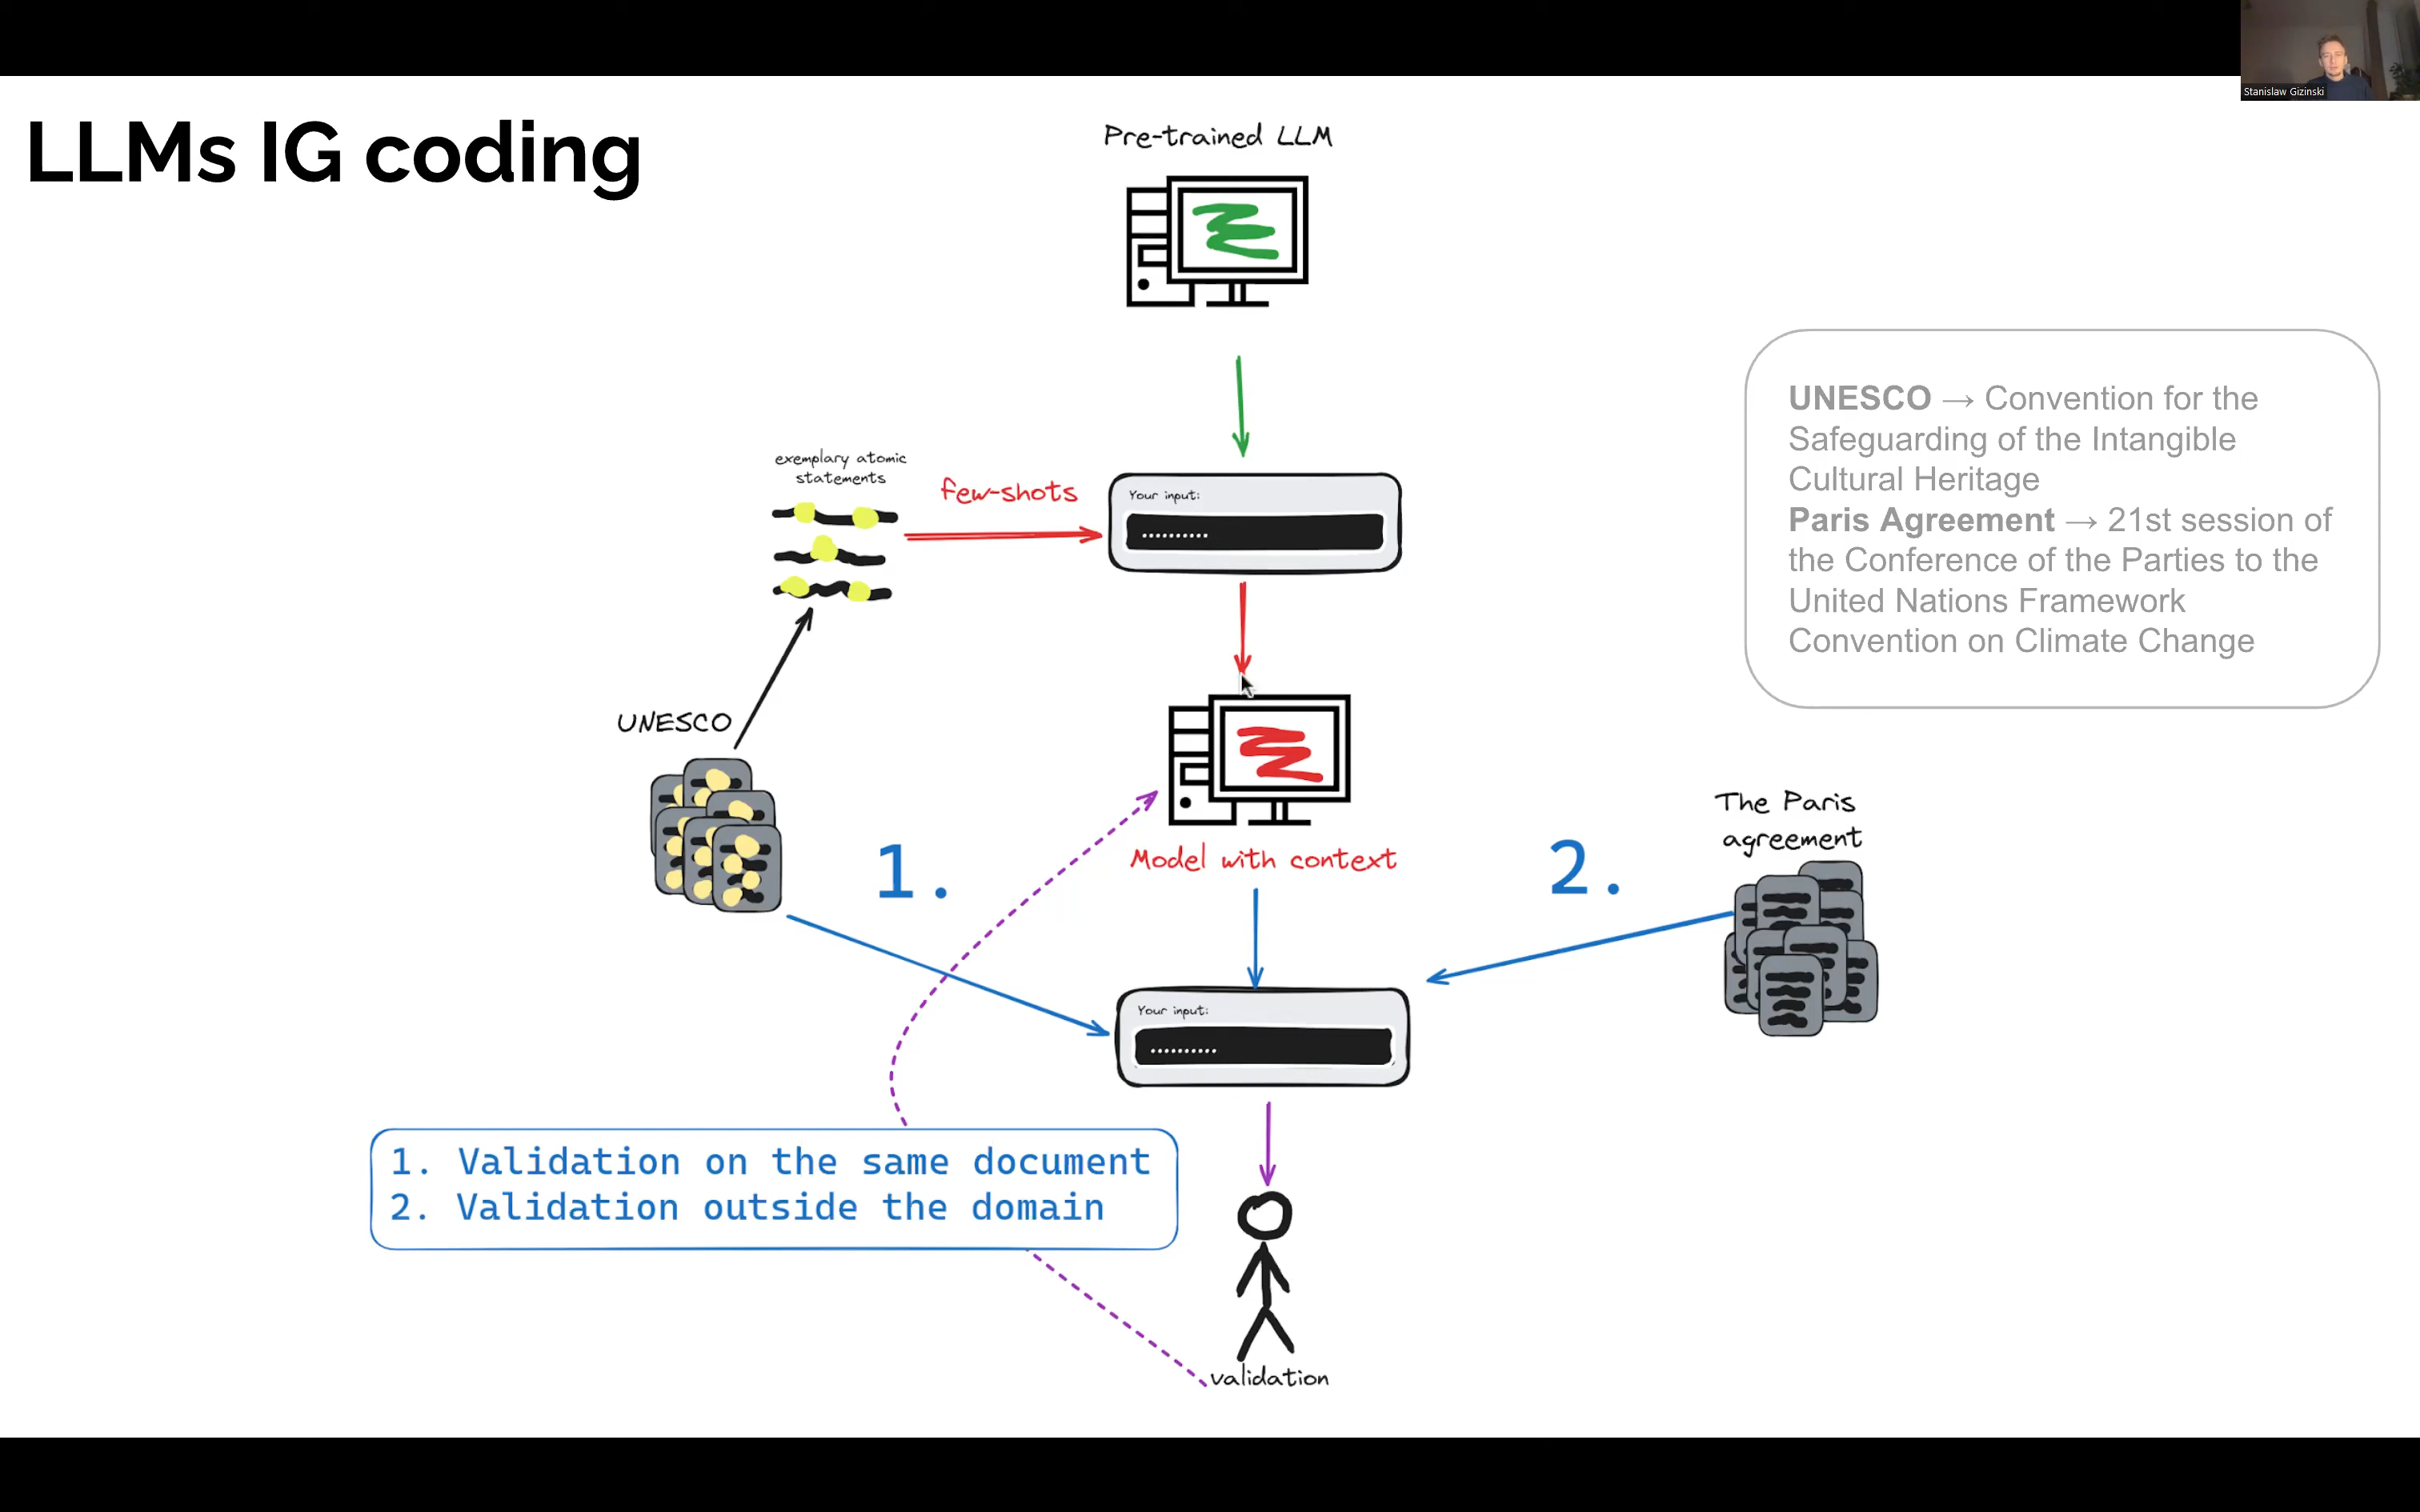 Stanislaw Gizinski
LLMs IG coding
Pre-trained LLM
exemplary atomic
statements
few-shots
Your input:
UNESCO → Convention for the
Safeguarding of the Intangible
Cultural Heritage
Paris Agreement → 21st session of
the Conference of the Parties to the
United Nations Framework
Convention on Climate Change
UNESCO
1.
Model with context
2.
The Paris
agreement
Your input:
1. Validation on the same document
2. Validation outside the domain
validation